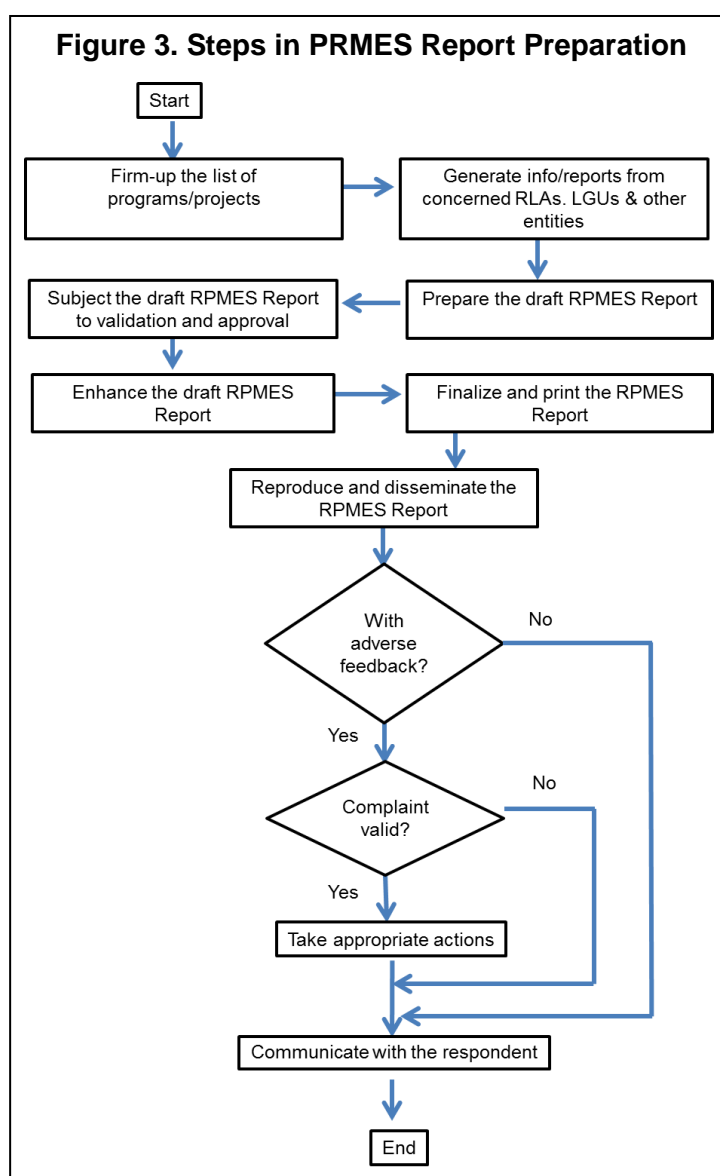 Figure 3. Steps in PRMES Report Preparation
Start
Firm-up the list of
programs/projects
Generate info/reports from
concerned RLAs. LGUs & other
entities
Subject the draft RPMES Report
to validation and approval
Prepare the draft RPMES Report
Enhance the draft RPMES
Report
Finalize and print the RPMES
Report
Reproduce and disseminate the
RPMES Report
With
adverse
feedback?
No
Yes
Complaint
valid?
No
Yes
Take appropriate actions
Communicate with the respondent
End